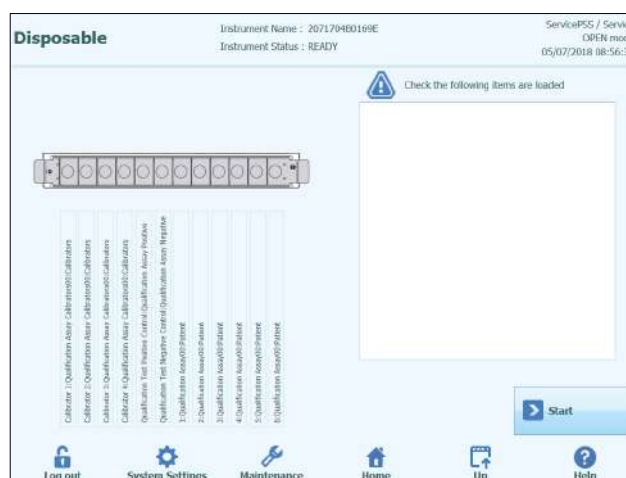 Disposable
Instrument Name : 2071704B0169E
Instrument Status : READY
ServicePSS / Servi
OPEN mo
05/07/2018 08:56:
Check the following items are loaded
Calibrator 1:Qualification Assay Calibrators00:Calibrators
Calibrator 2:Qualification Assay Calibrators00:Calibrators
Calibrator 3:Qualification Assay Calibrators00:Calibrators
Calibrator 4:Qualification Assay Calibrators00:Calibrators
Qualification Test Positive Control:Qualification Assay Positive
Qualification Test Negative Control:Qualification Assay Negative
1:Qualification Assay00:Patient
2:Qualification Assay00:Patient
3:Qualification Assay00:Patient
4:Qualification Assay00:Patient
5:Qualification Assay00:Patient
6:Qualification Assay00:Patient
Start
Log out
System Settings
Maintenance
Home
Up
Help